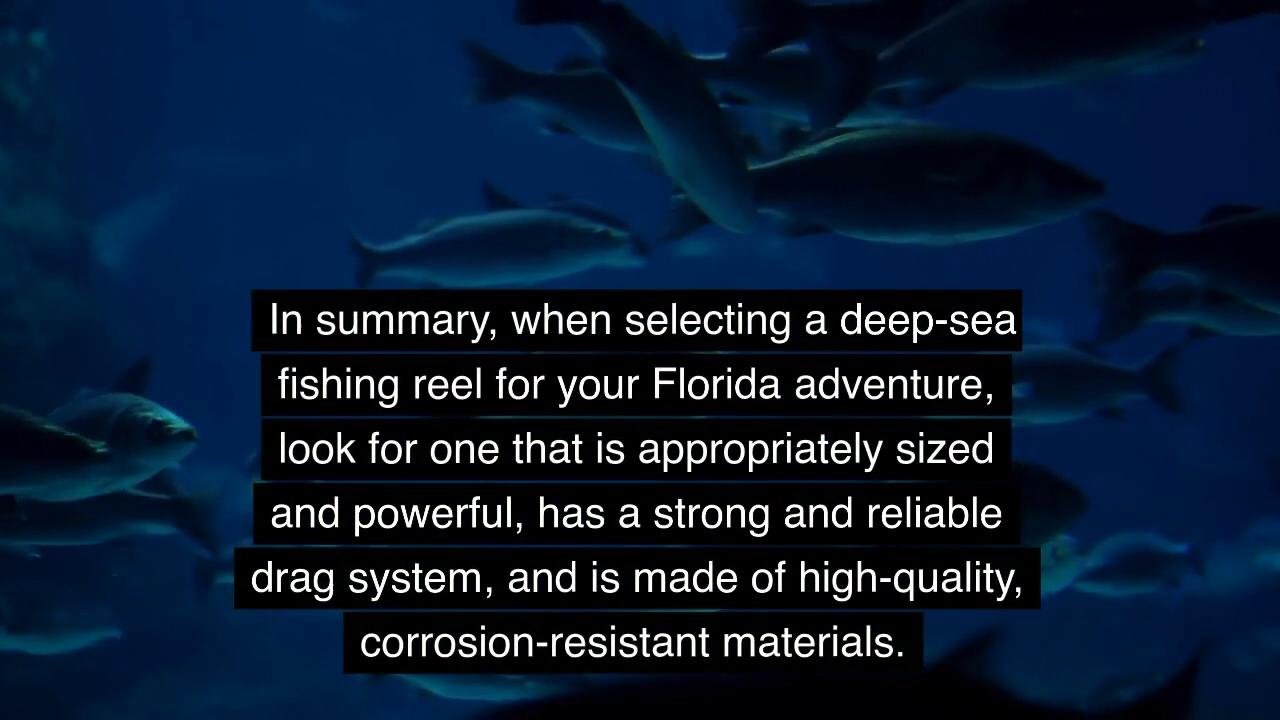 In summary, when selecting a deep-sea
fishing reel for your Florida adventure,
look for one that is appropriately sized
and powerful, has a strong and reliable
drag system, and is made of high-quality,
corrosion-resistant materials.